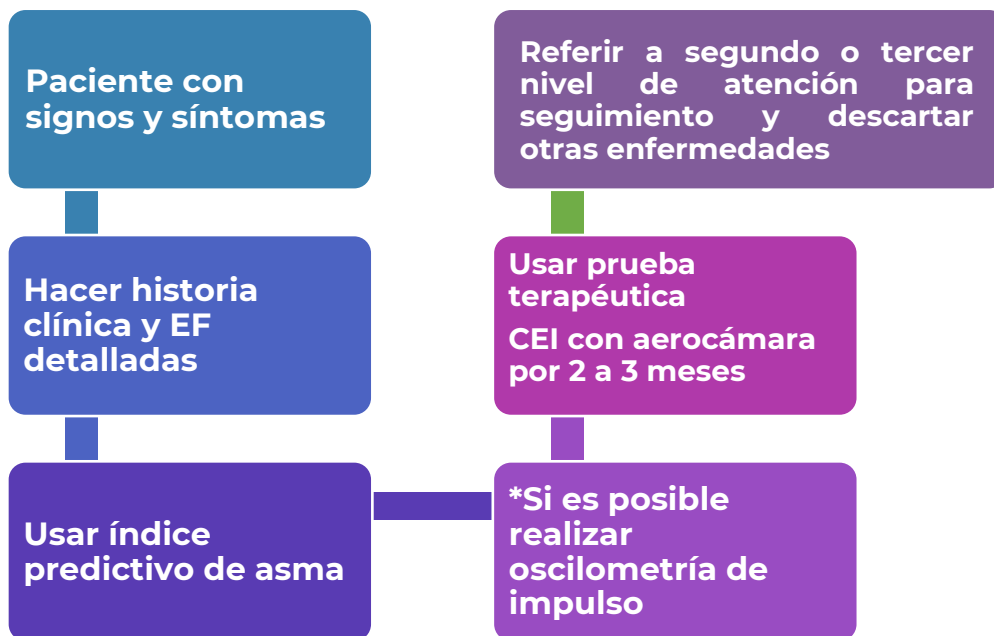 Paciente con
signos y síntomas
Hacer historia
clínica y EF
detalladas
Usar índice
predictivo de asma
*Si es posible
realizar
oscilometría de
impulso
Usar prueba
terapéutica
CEI con aerocámara
por 2 a 3 meses
Referir a segundo o tercer
nivel de atención para
seguimiento y descartar
otras enfermedades